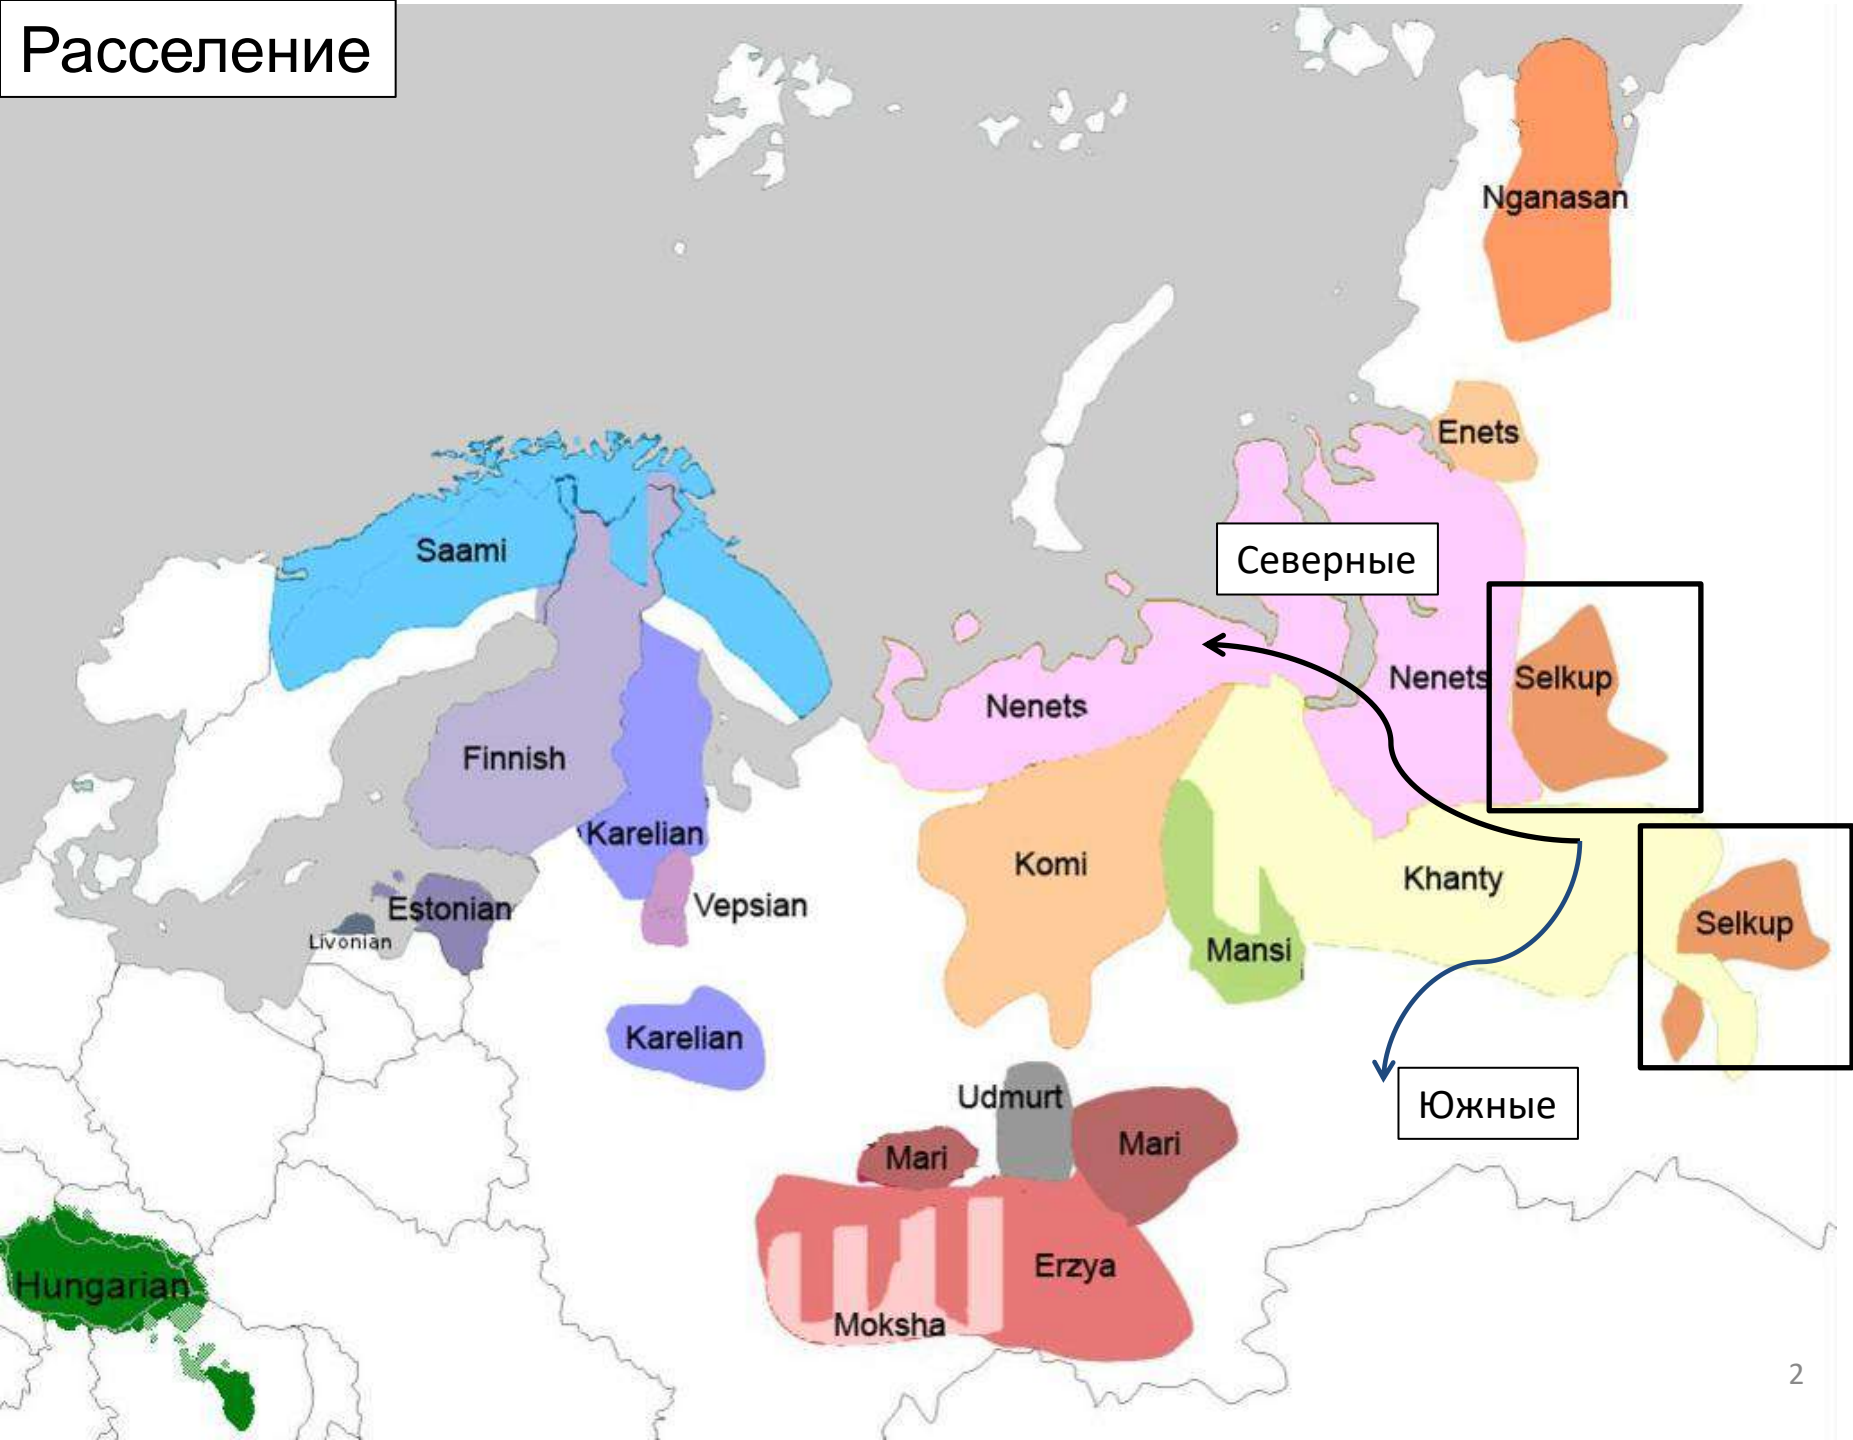 Расселение
Nganasan
Enets
Saami
Северные
Nenets
Nenets
Selkup
Finnish
Karelian
Komi
Khanty
Estonian
Livonian
Vepsian
Mansi
Selkup
Karelian
Udmurt
Южные
Mari
Mari
Hungarian
Erzya
Moksha
2